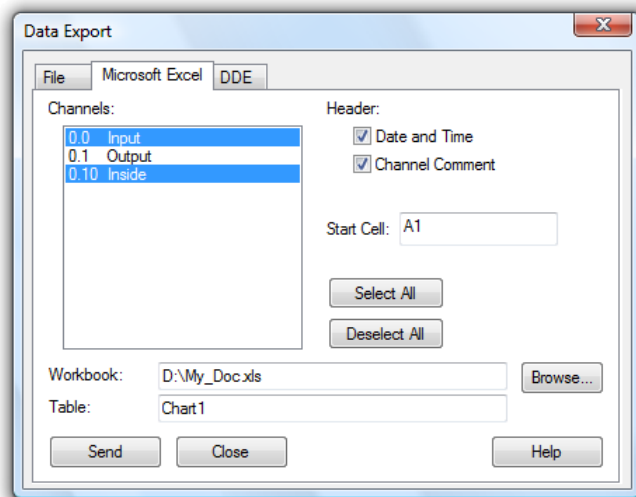 Data Export
File Microsoft Excel DDE
Channels: Header:
0.0 Input
0.1 Output
0.10 Inside
Date and Time
Channel Comment
Start Cell: A1
Select All
Deselect All
Workbook: D:\My_Doc.xls Browse...
Table: Chart1
Send Close Help